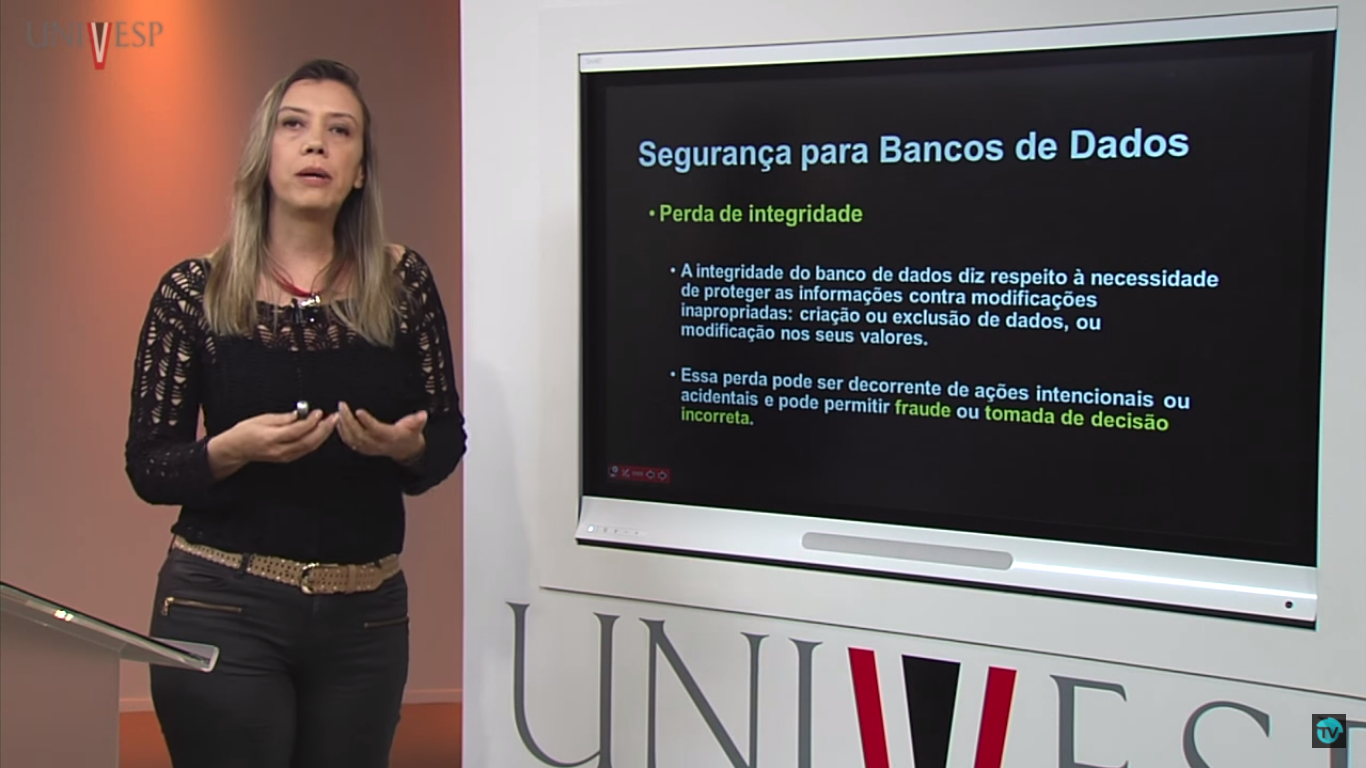 UNIVESP
Segurança para Bancos de Dados
• Perda de integridade
• A integridade do banco de dados diz respeito à necessidade
de proteger as informações contra modificações
inapropriadas: criação ou exclusão de dados, ou
modificação nos seus valores.
• Essa perda pode ser decorrente de ações intencionais ou
acidentais e pode permitir fraude ou tomada de decisão
incorreta.
UNIVESP
TV